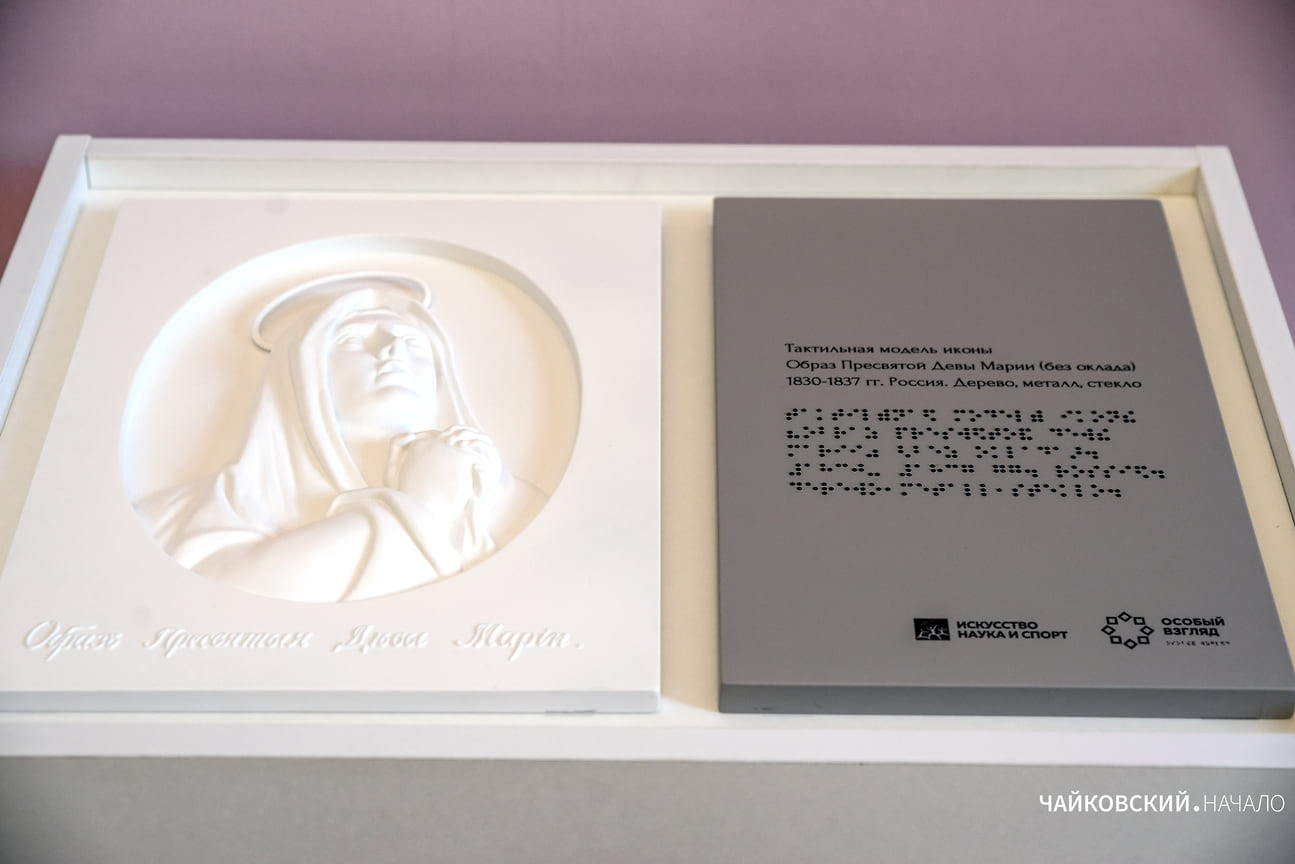 Образъ Пресвятыя Дѣвы Марiи.
Тактильная модель иконы
Образ Пресвятой Девы Марии (без оклада)
1830-1837 гг. Россия. Дерево, металл, стекло
ИСКУССТВО
НАУКА И СПОРТ
ОСОБЫЙ
ВЗГЛЯД
ЧАЙКОВСКИЙ.НАЧАЛО